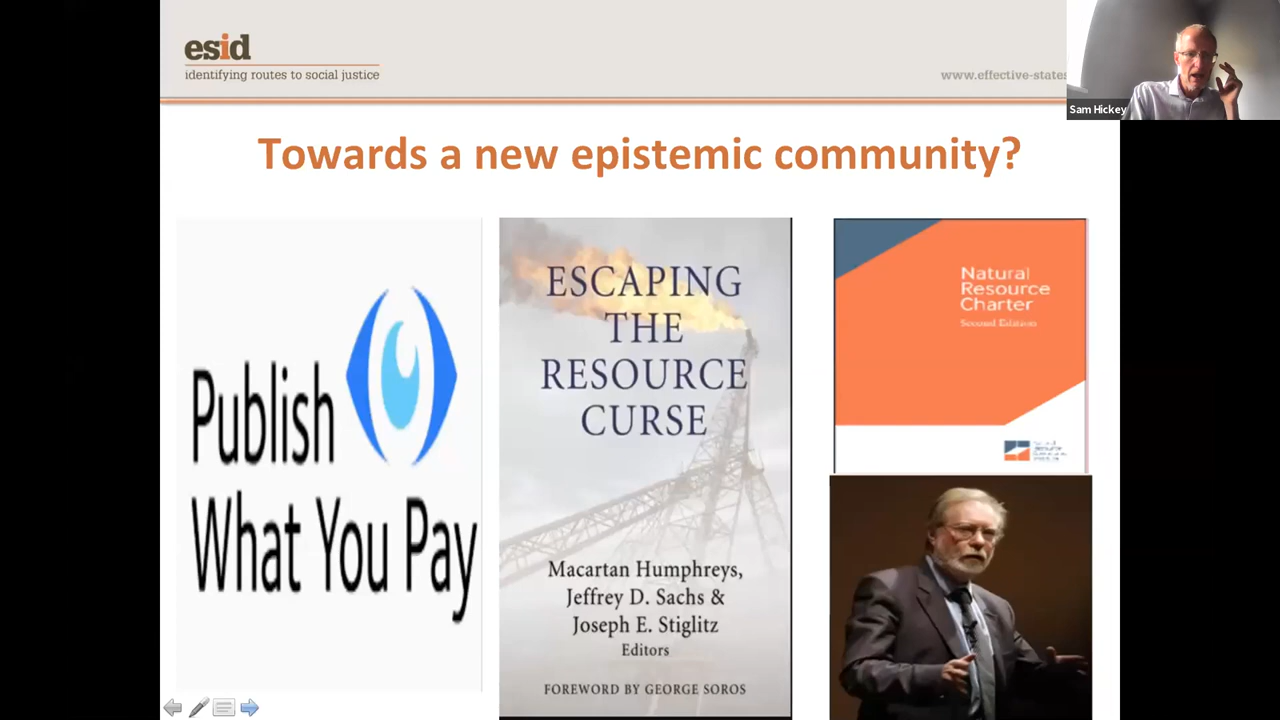 esid
identifying routes to social justice
www.effective-states
Sam Hickey
Towards a new epistemic community?
Publish
What You Pay
ESCAPING
THE
RESOURCE
CURSE
Macartan Humphreys,
Jeffrey D. Sachs &
Joseph E. Stiglitz
Editors
FOREWORD BY GEORGE SOROS
Natural
Resource
Charter
Second Edition